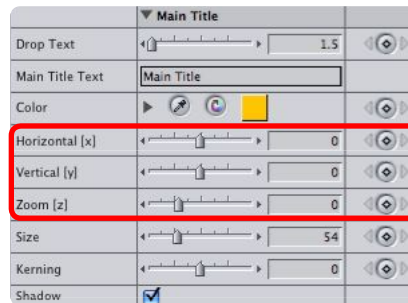 Main Title
Drop Text 1.5
Main Title Text Main Title
Color
Horizontal [x] 0
Vertical [y] 0
Zoom [z] 0
Size 54
Kerning 0
Shadow